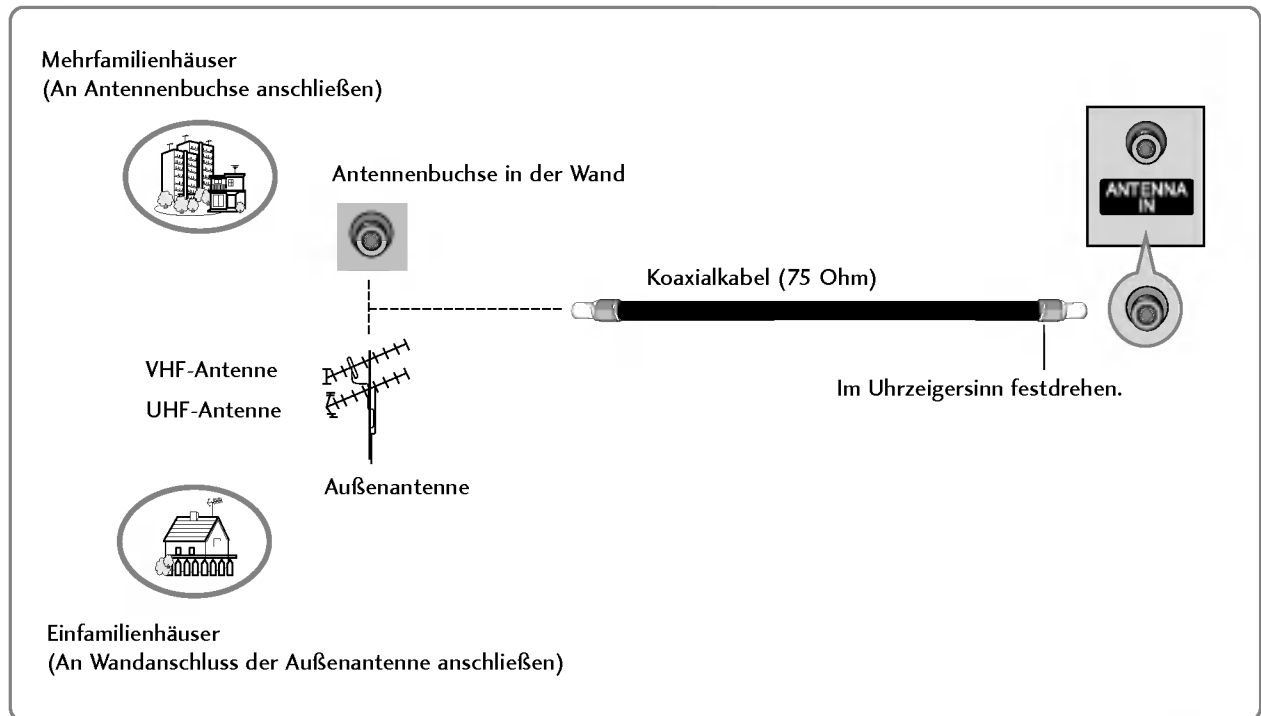 Mehrfamilienhäuser
(An Antennenbuchse anschließen)
Antennenbuchse in der Wand
ANTENNA
IN
Koaxialkabel (75 Ohm)
VHF-Antenne
UHF-Antenne
Im Uhrzeigersinn festdrehen.
Außenantenne
Einfamilienhäuser
(An Wandanschluss der Außenantenne anschließen)